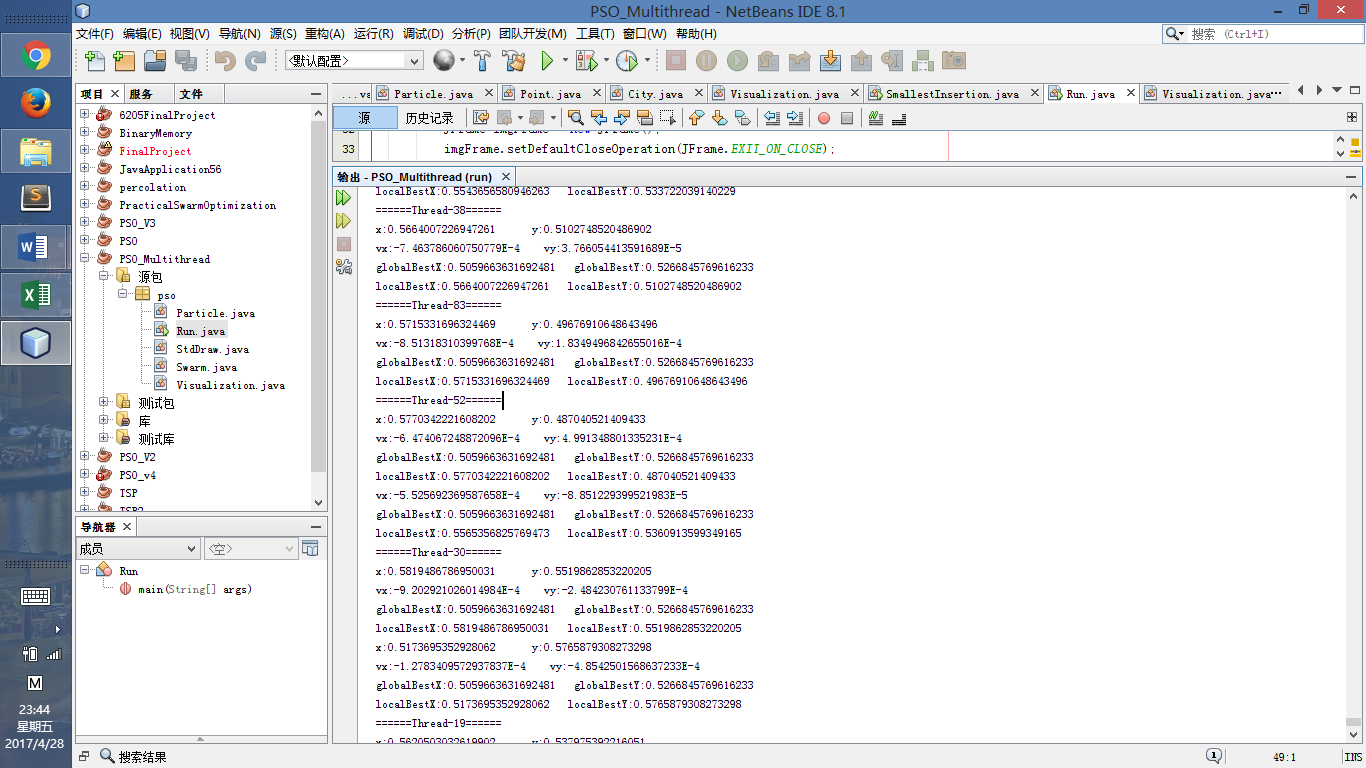 PSO_Multithread - NetBeans IDE 8.1
文件(F) 编辑(E) 视图(V) 导航(N) 源(S) 重构(A) 运行(R) 调试(D) 分析(P) 团队开发(M) 工具(T) 窗口(W) 帮助(H)
搜索 (Ctrl+I)
<默认配置>
项目 服务 文件
...va Particle.java Point.java City.java Visualization.java SmallestInsertion.java Run.java Visualization.java...
源 历史记录
33 imgFrame.setDefaultCloseOperation(JFrame.EXIT_ON_CLOSE);
6205FinalProject
BinaryMemory
FinalProject
JavaApplication56
percolation
PracticalSwarmOptimization
PSO_V3
PSO
PSO_Multithread
源包
pso
Particle.java
Run.java
StdDraw.java
Swarm.java
Visualization.java
测试包
库
测试库
PSO_V2
PSO_v4
TSP
TSP2
导航器
成员 <空>
Run
main(String[] args)
输出 - PSO_Multithread (run)
localBestX:0.5543656580946263 localBestY:0.533722039140229
======Thread-38======
x:0.5664007226947261 y:0.5102748520486902
vx:-7.463786060750779E-4 vy:3.766054413591689E-5
globalBestX:0.5059663631692481 globalBestY:0.5266845769616233
localBestX:0.5664007226947261 localBestY:0.5102748520486902
======Thread-83======
x:0.5715331696324469 y:0.49676910648643496
vx:-8.51318310399768E-4 vy:1.8349496842655016E-4
globalBestX:0.5059663631692481 globalBestY:0.5266845769616233
localBestX:0.5715331696324469 localBestY:0.49676910648643496
======Thread-52======
x:0.5770342221608202 y:0.487040521409433
vx:-6.474067248872096E-4 vy:4.991348801335231E-4
globalBestX:0.5059663631692481 globalBestY:0.5266845769616233
localBestX:0.5770342221608202 localBestY:0.487040521409433
vx:-5.525692369587658E-4 vy:-8.851229399521983E-5
globalBestX:0.5059663631692481 globalBestY:0.5266845769616233
localBestX:0.5565356825769473 localBestY:0.5360913599349165
======Thread-30======
x:0.5819486786950031 y:0.5519862853220205
vx:-9.202921026014984E-4 vy:-2.484230761133799E-4
globalBestX:0.5059663631692481 globalBestY:0.5266845769616233
localBestX:0.5819486786950031 localBestY:0.5519862853220205
x:0.5173695352928062 y:0.5765879308273298
vx:-1.2783409572937837E-4 vy:-4.8542501568637233E-4
globalBestX:0.5059663631692481 globalBestY:0.5266845769616233
localBestX:0.5173695352928062 localBestY:0.5765879308273298
======Thread-19======
x:0.5620503032619902 y:0.537975392216051
M
23:44
星期五
2017/4/28
搜索结果
1
49:1
INS